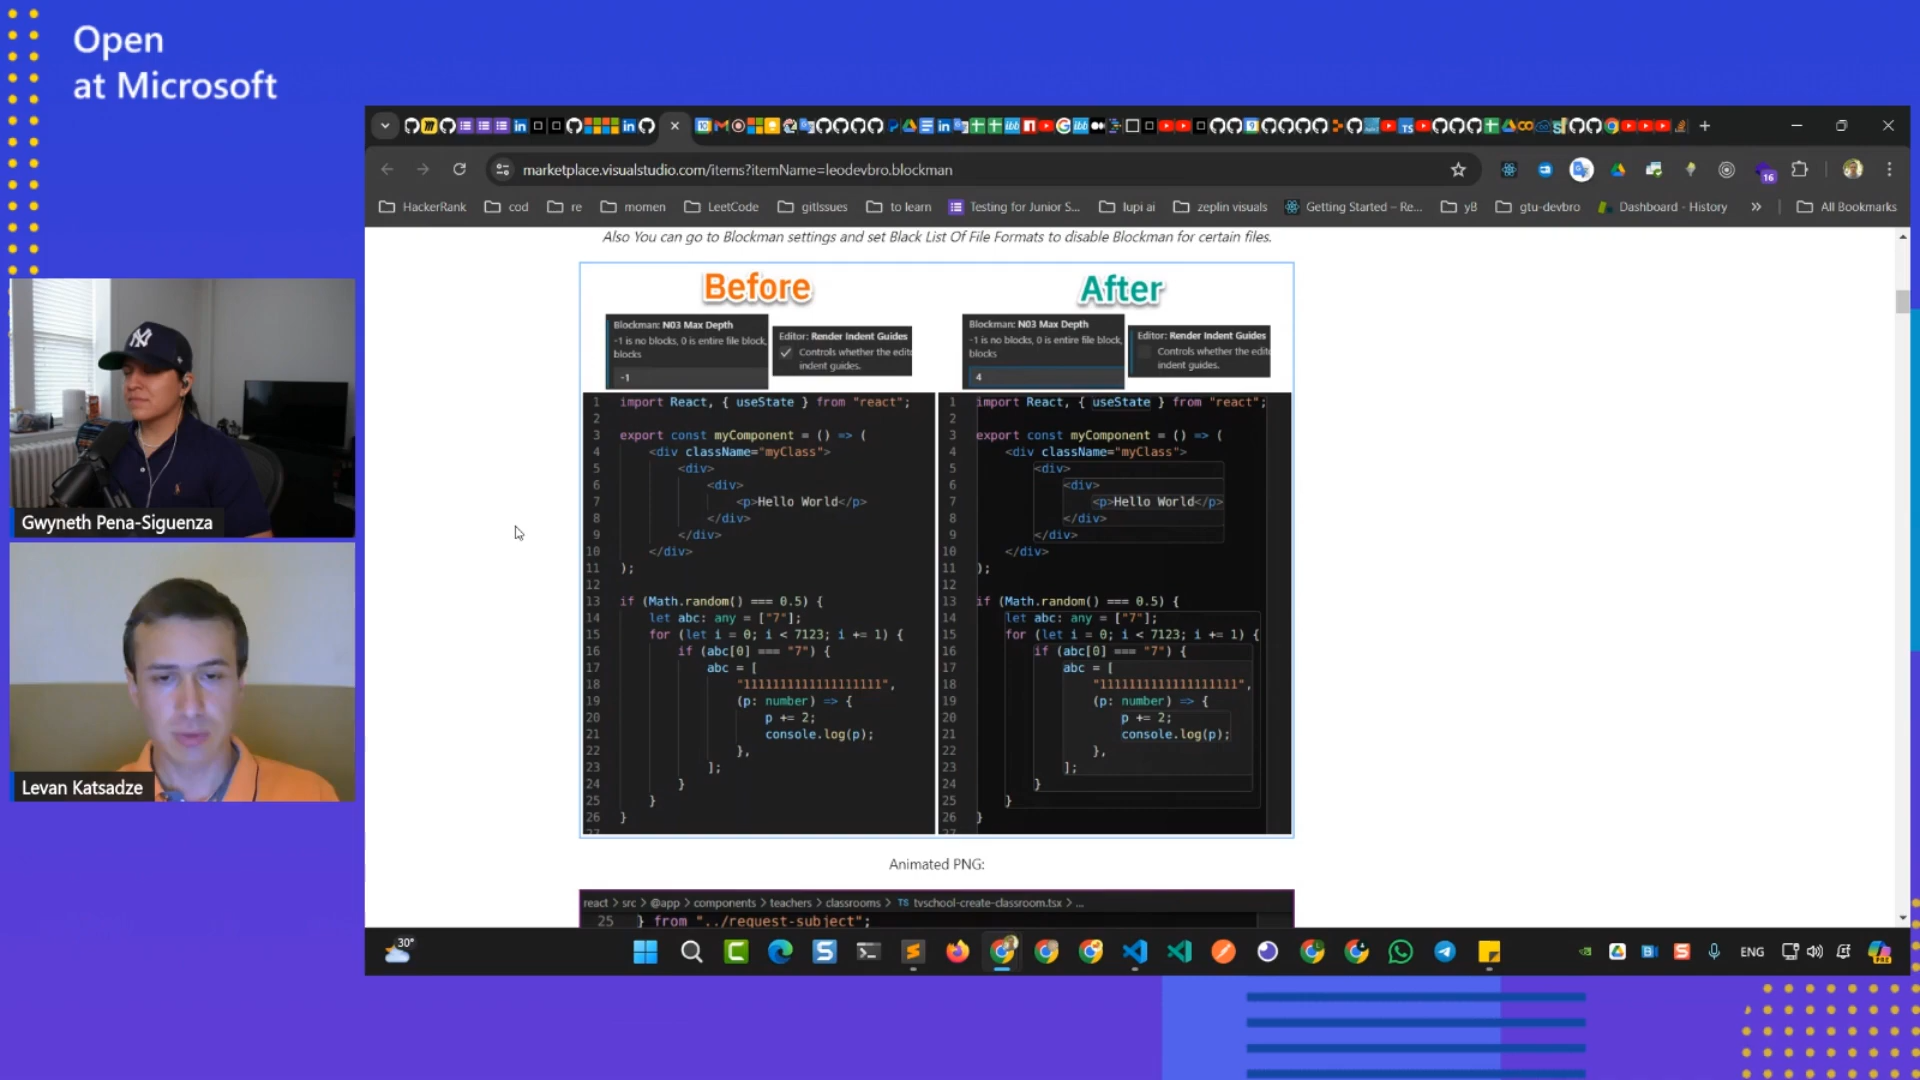 Open
at Microsoft
Gwyneth Pena-Siguenza
Levan Katsadze
marketplace.visualstudio.com/items?itemName=leodevbro.blockman
16
HackerRank
cod
re
momen
LeetCode
gitIssues
to learn
Testing for Junior S...
lupi ai
zeplin visuals
Getting Started – Re...
yB
gtu-devbro
Dashboard - History
»
All Bookmarks
Also You can go to Blockman settings and set Black List Of File Formats to disable Blockman for certain files.
Before
Blockman: N03 Max Depth
-1 is no blocks, 0 is entire file block,
blocks
-1
Editor: Render Indent Guides
Controls whether the edit
indent guides.
After
Blockman: N03 Max Depth
-1 is no blocks, 0 is entire file block,
blocks
4
Editor: Render Indent Guides
Controls whether the edit
indent guides.
1 import React, { useState } from "react";
2
3 export const myComponent = () => (
4 <div className="myClass">
5 <div>
6 <div>
7 <p>Hello World</p>
8 </div>
9 </div>
10 </div>
11 );
12
13 if (Math.random() === 0.5) {
14 let abc: any = ["7"];
15 for (let i = 0; i < 7123; i += 1) {
16 if (abc[0] === "7") {
17 abc = [
18 "1111111111111111111",
19 (p: number) => {
20 p += 2;
21 console.log(p);
22 },
23 ];
24 }
25 }
26 }
27
1 import React, { useState } from "react";
2
3 export const myComponent = () => (
4 <div className="myClass">
5 <div>
6 <div>
7 <p>Hello World</p>
8 </div>
9 </div>
10 </div>
11 );
12
13 if (Math.random() === 0.5) {
14 let abc: any = ["7"];
15 for (let i = 0; i < 7123; i += 1) {
16 if (abc[0] === "7") {
17 abc = [
18 "1111111111111111111",
19 (p: number) => {
20 p += 2;
21 console.log(p);
22 },
23 ];
24 }
25 }
26 }
27
Animated PNG:
react > src > @app > components > teachers > classrooms > TS tvschool-create-classroom.tsx > ...
25 } from "../request-subject";
30°
ENG